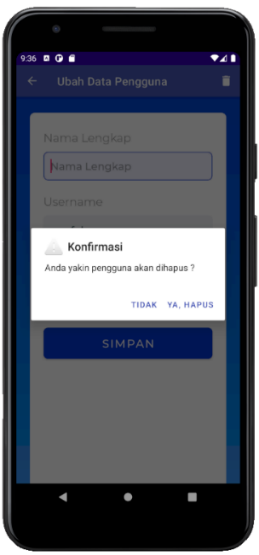 9:36
Ubah Data Pengguna
Nama Lengkap
Nama Lengkap
Username
Konfirmasi
Anda yakin pengguna akan dihapus ?
TIDAK YA, HAPUS
SIMPAN